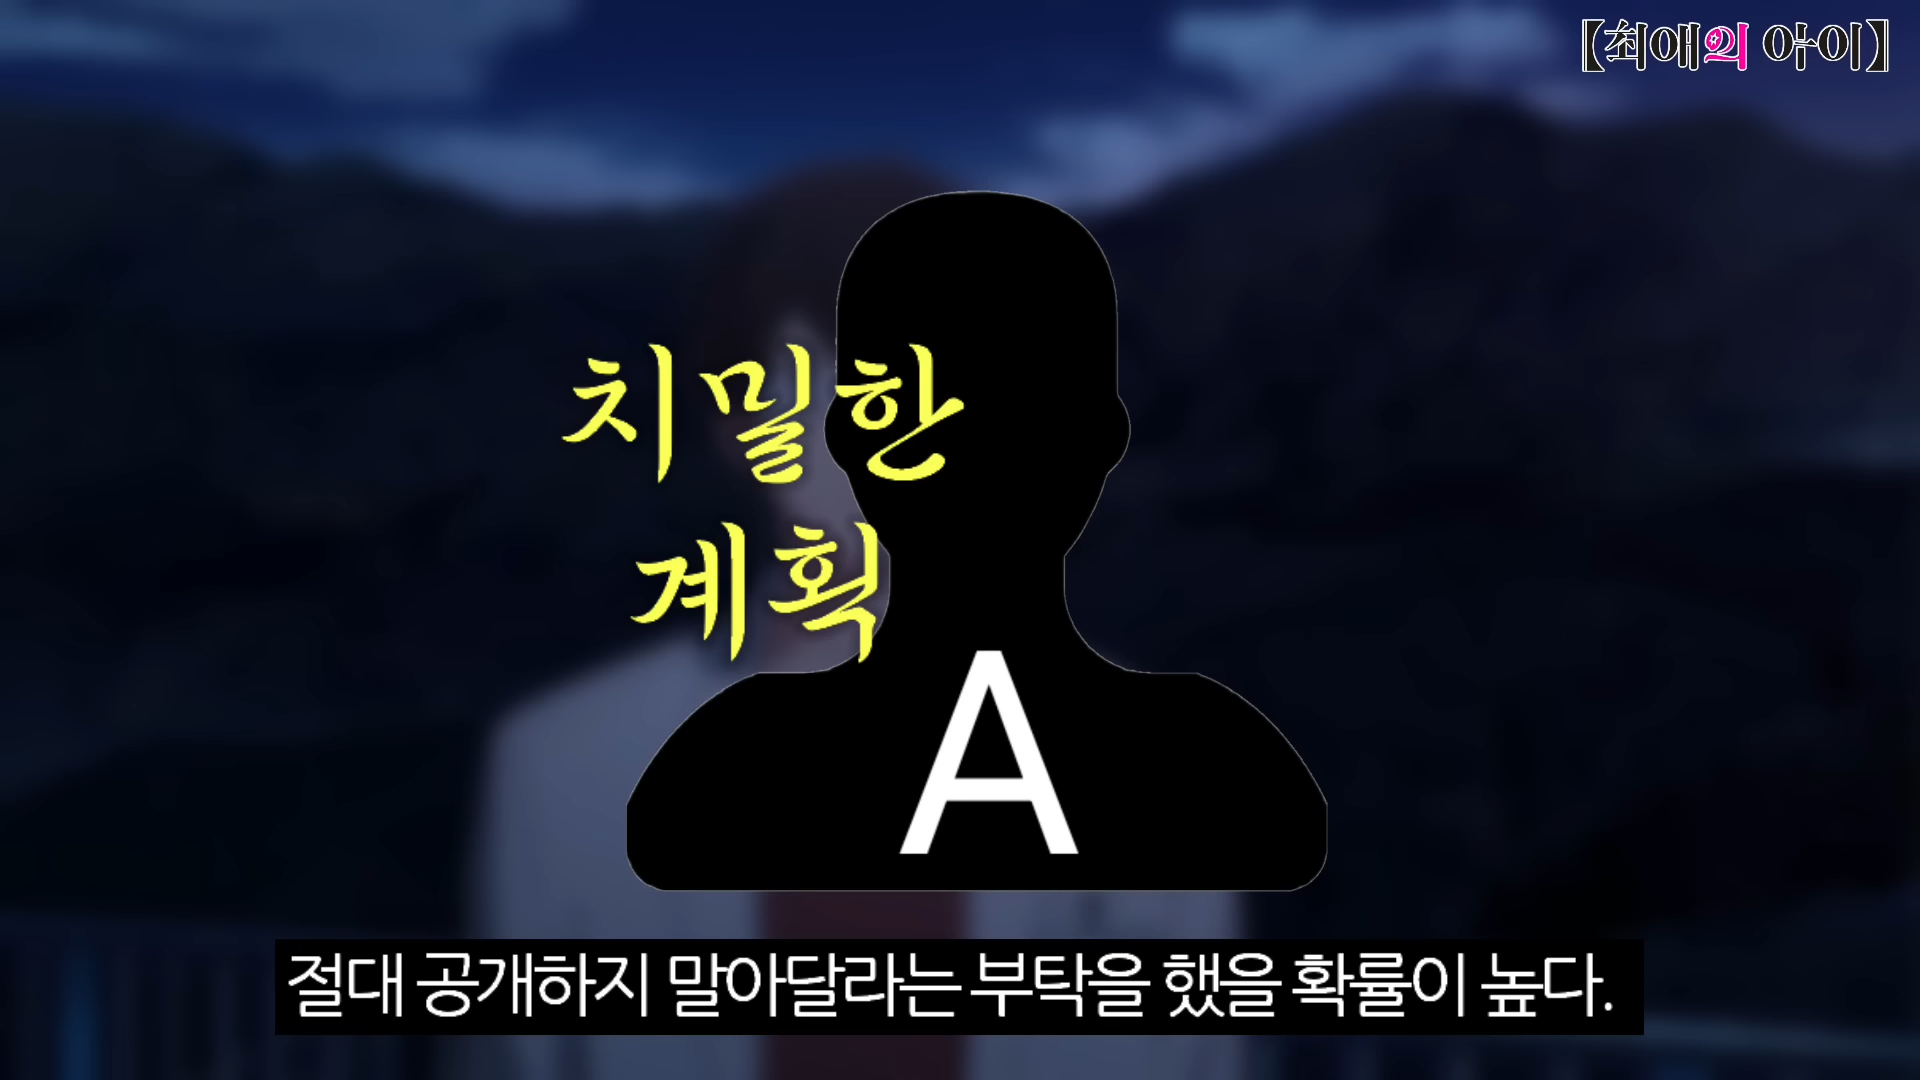 【최애의 아이】
치밀한
계획
A
절대 공개하지 말아달라는 부탁을 했을 확률이 높다.